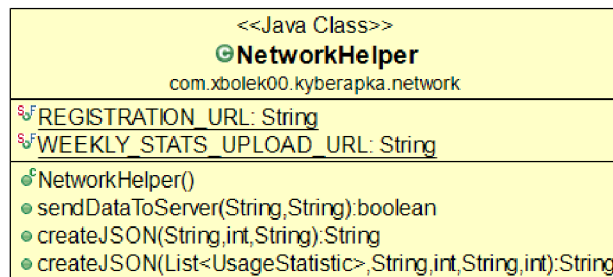 <<Java Class>>
NetworkHelper
com.xbolek00.kyberapka.network
REGISTRATION_URL: String
WEEKLY_STATS_UPLOAD_URL: String
NetworkHelper()
sendDataToServer(String,String):boolean
createJSON(String,int,String):String
createJSON(List<UsageStatistic>,String,int,String,int):String